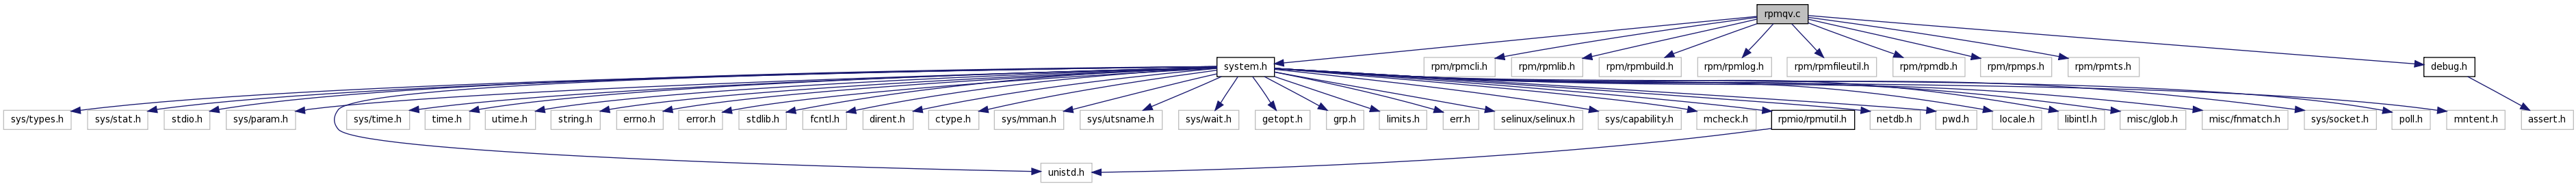 rpmqv.c
system.h
rpm/rpmcli.h
rpm/rpmlib.h
rpm/rpmbuild.h
rpm/rpmlog.h
rpm/rpmfileutil.h
rpm/rpmdb.h
rpm/rpmps.h
rpm/rpmts.h
debug.h
sys/types.h
sys/stat.h
stdio.h
sys/param.h
sys/time.h
time.h
utime.h
string.h
errno.h
error.h
stdlib.h
fcntl.h
dirent.h
ctype.h
sys/mman.h
sys/utsname.h
sys/wait.h
getopt.h
grp.h
limits.h
err.h
selinux/selinux.h
sys/capability.h
mcheck.h
rpmio/rpmutil.h
netdb.h
pwd.h
locale.h
libintl.h
misc/glob.h
misc/fnmatch.h
sys/socket.h
poll.h
mntent.h
assert.h
unistd.h